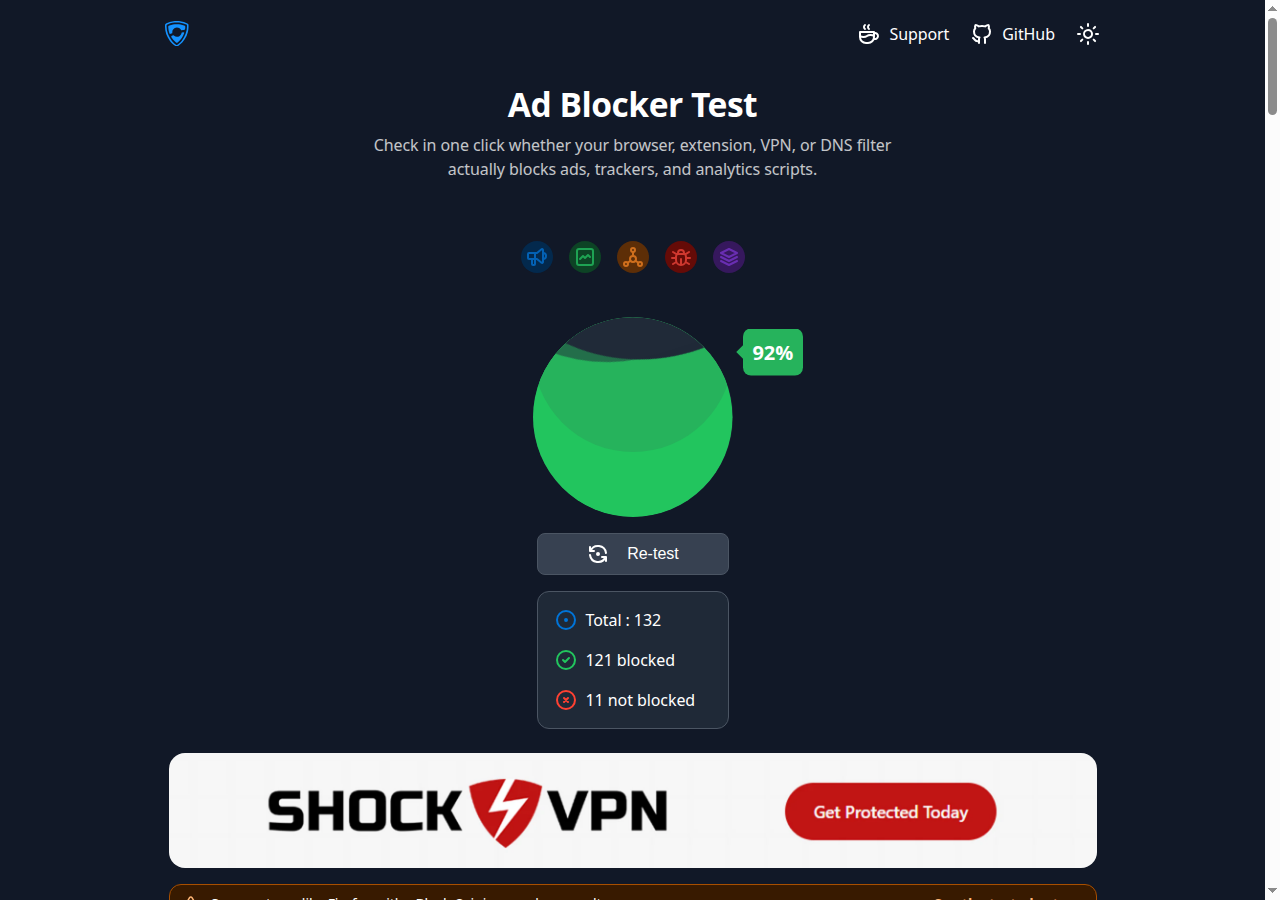 Support
GitHub
Ad Blocker Test
Check in one click whether your browser, extension, VPN, or DNS filter
actually blocks ads, trackers, and analytics scripts.
92%
Re-test
Total : 132
121 blocked
11 not blocked
SHOCK VPN
Get Protected Today